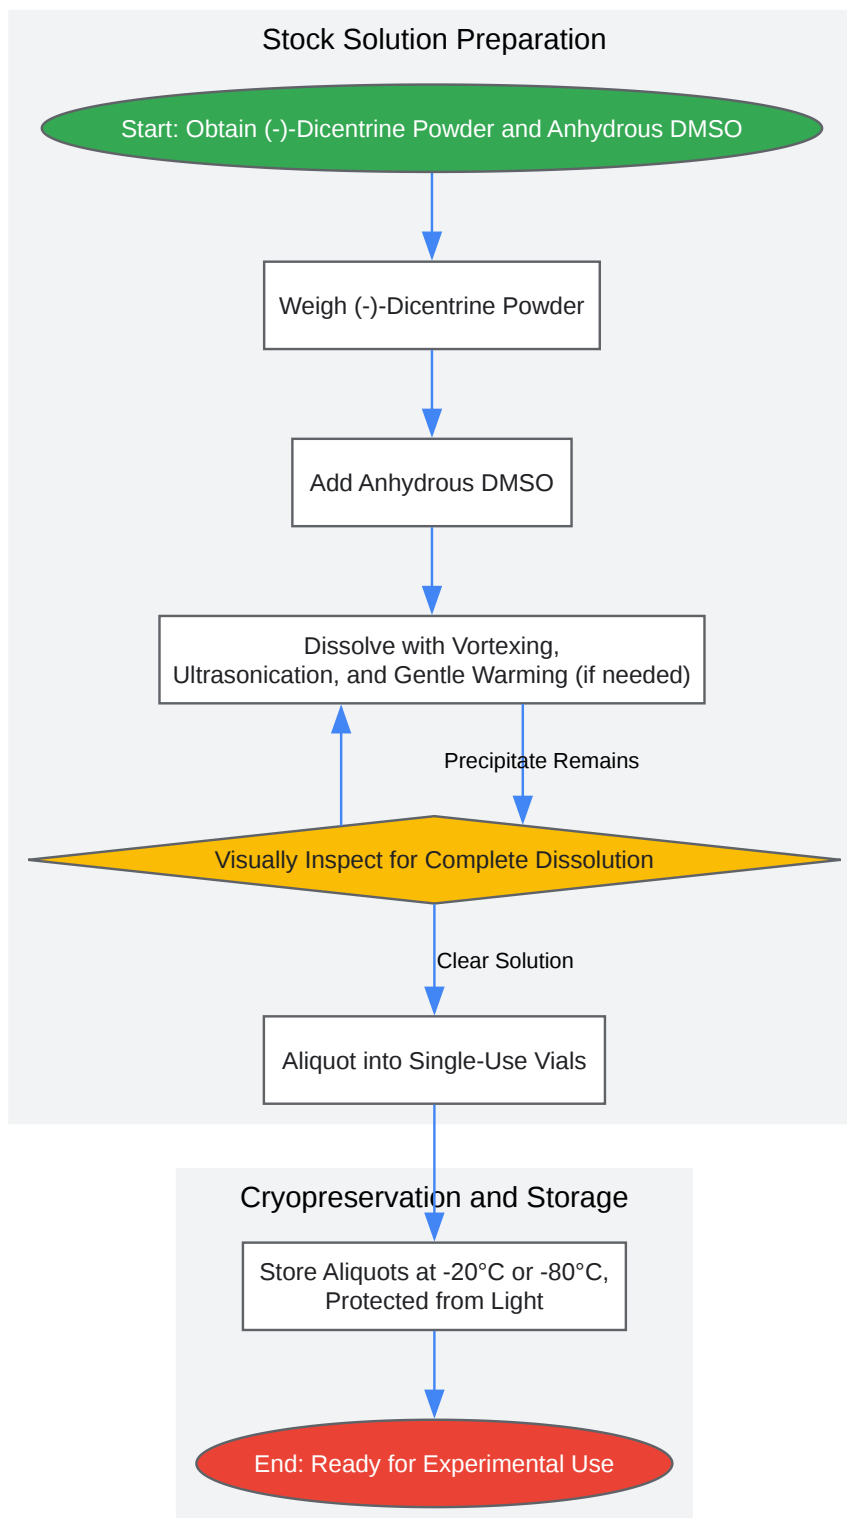 Stock Solution Preparation
Start: Obtain (-)-Dicentrine Powder and Anhydrous DMSO
Weigh (-)-Dicentrine Powder
Add Anhydrous DMSO
Dissolve with Vortexing,
Ultrasonication, and Gentle Warming (if needed)
Precipitate Remains
Visually Inspect for Complete Dissolution
Clear Solution
Aliquot into Single-Use Vials
Cryopreservation and Storage
Store Aliquots at -20°C or -80°C,
Protected from Light
End: Ready for Experimental Use